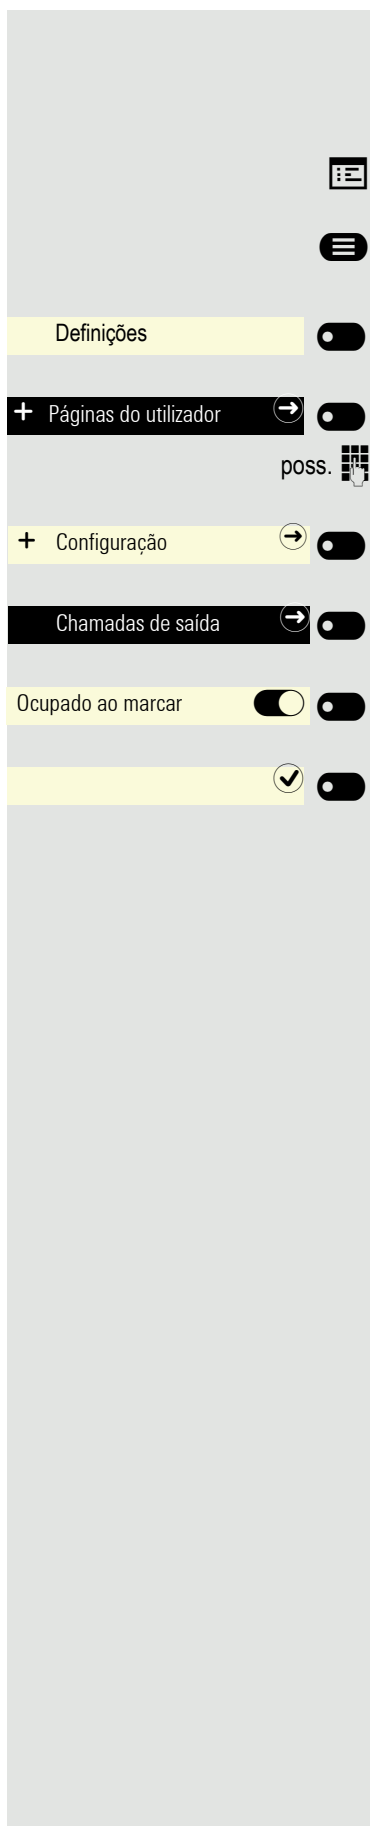 Definições
+ Páginas do utilizador
poss.
+ Configuração
Chamadas de saída
Ocupado ao marcar